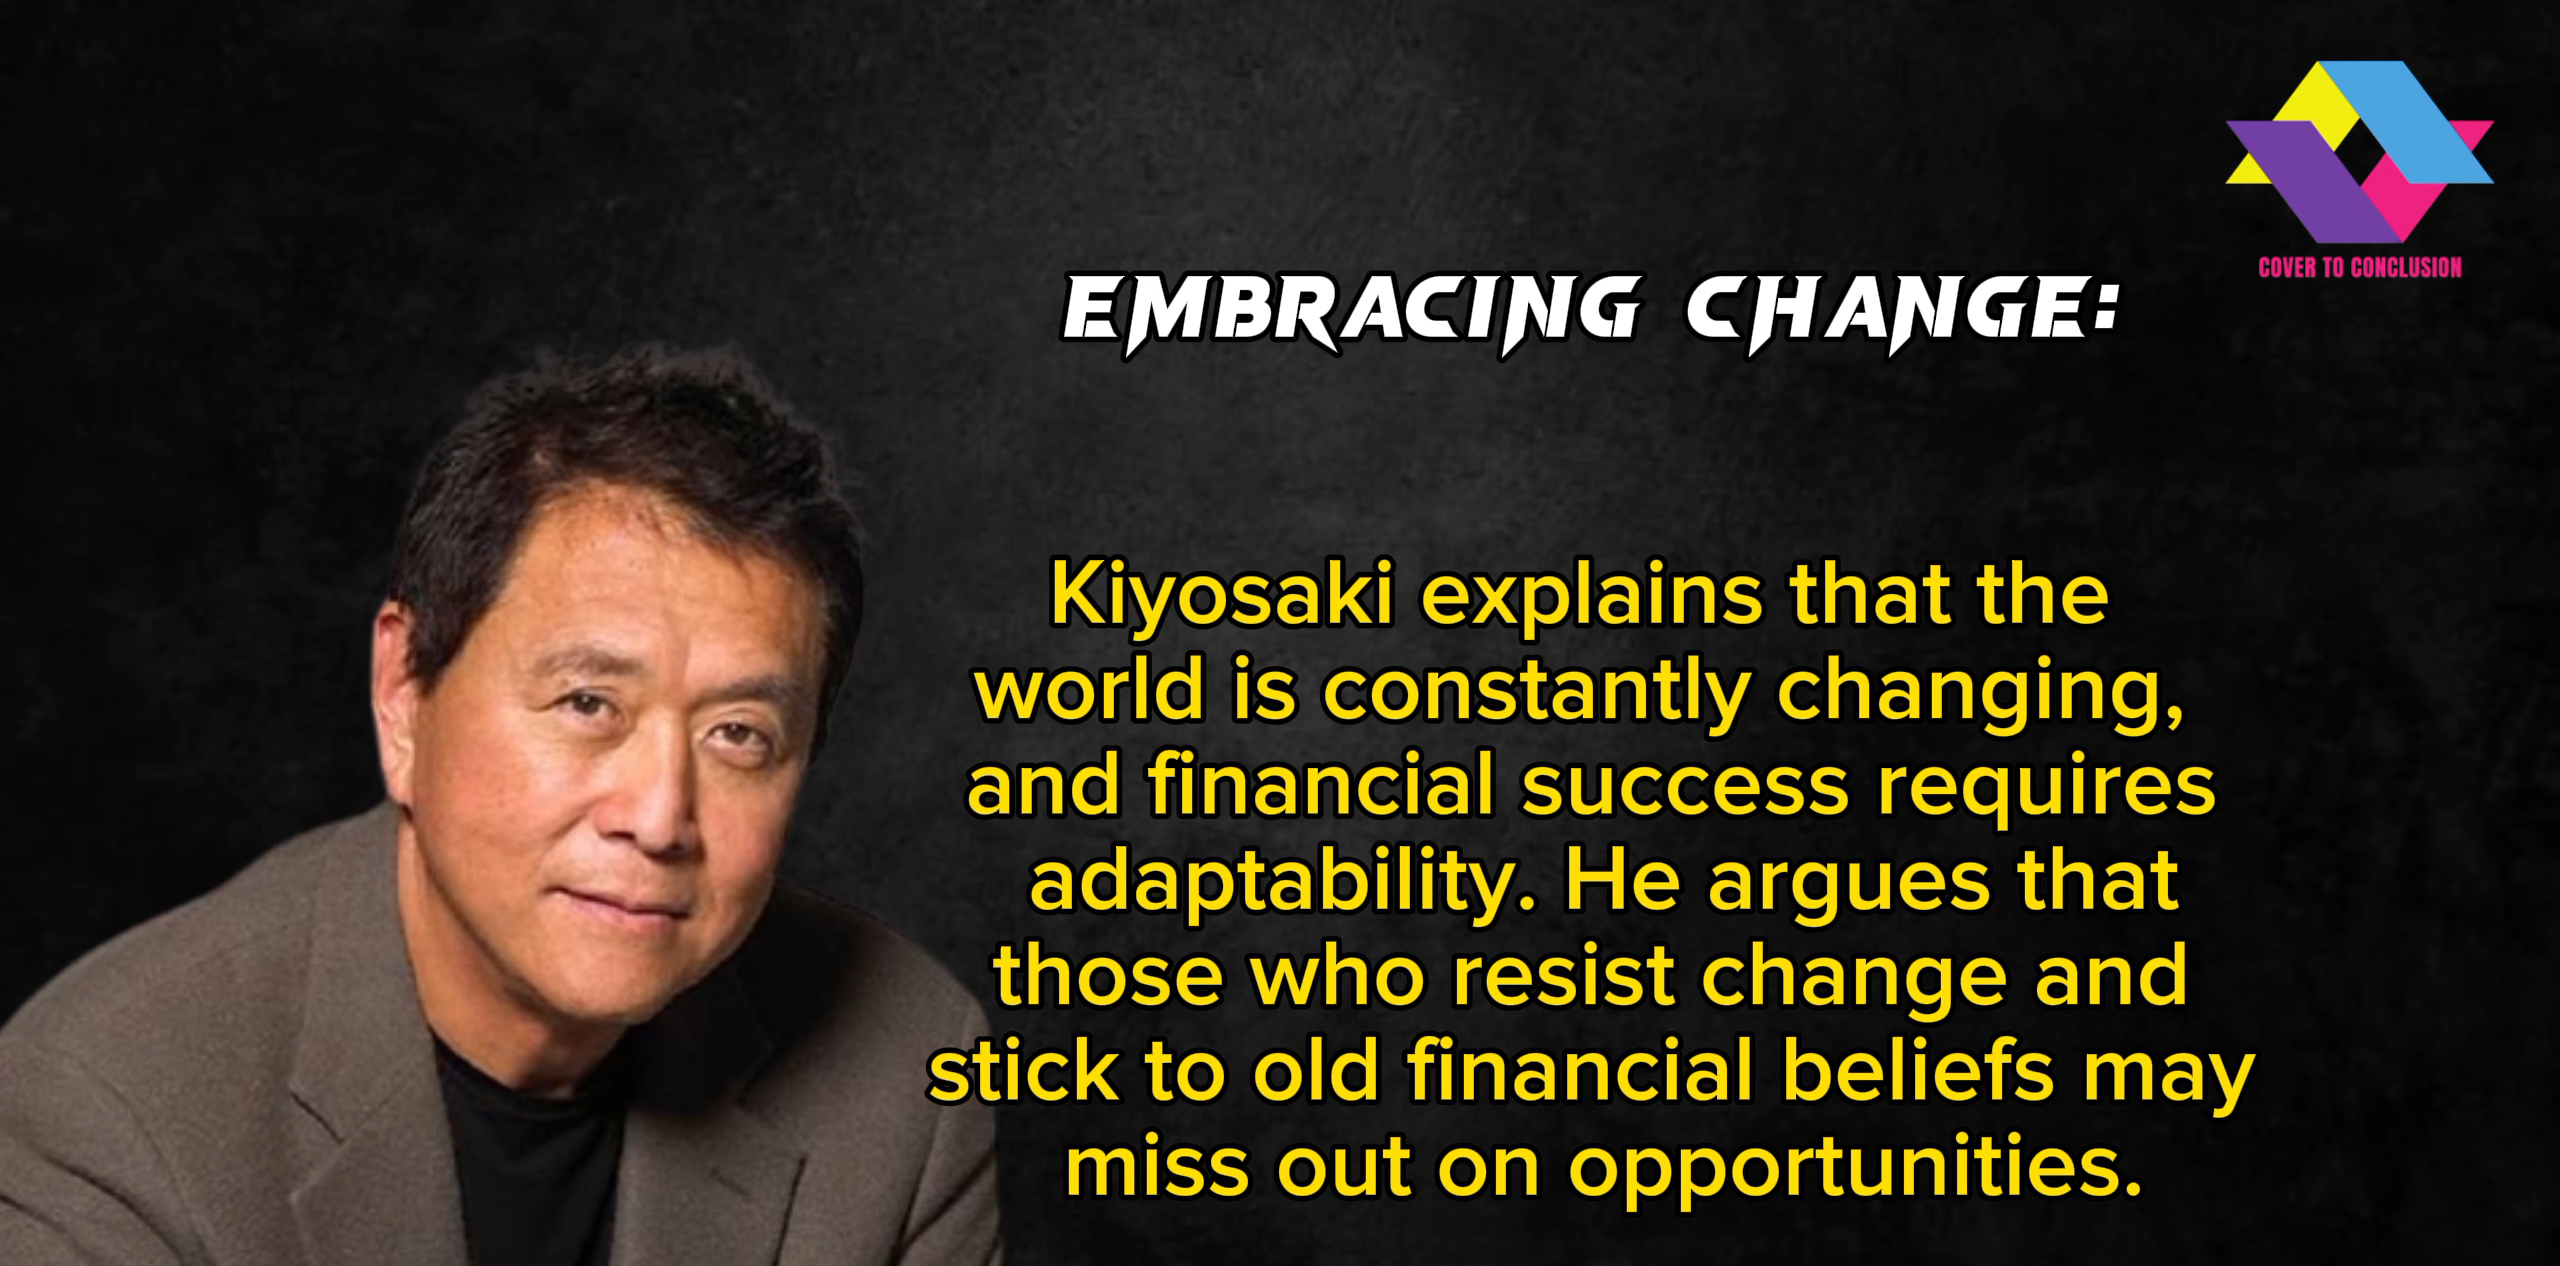 COVER TO CONCLUSION
EMBRACING CHANGE:
Kiyosaki explains that the
world is constantly changing,
and financial success requires
adaptability. He argues that
those who resist change and
stick to old financial beliefs may
miss out on opportunities.